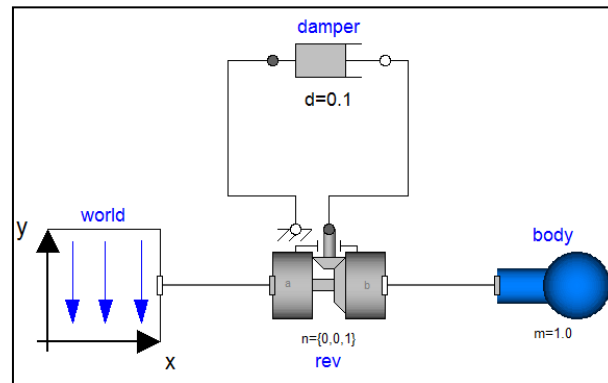 damper
d=0.1
world
y
x
a
b
n={0,0,1}
rev
body
m=1.0